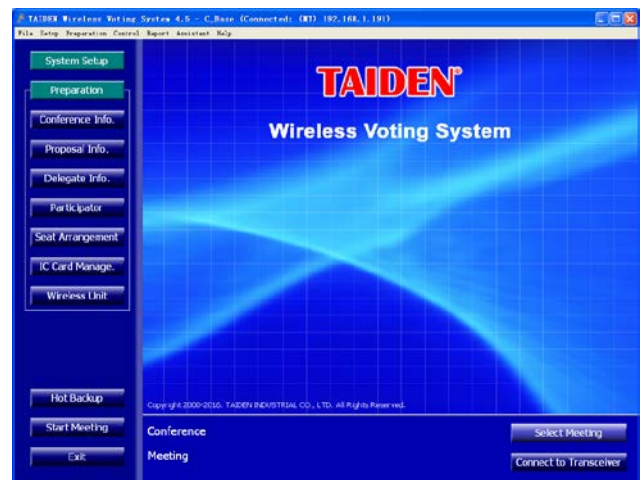 TAIDEN Wireless Voting System 4.5 - C_Base (Connected: (WT) 192.168.1.191)
File Setup Preparation Control Report Assistant Help
System Setup
Preparation
Conference Info.
Proposal Info.
Delegate Info.
Participator
Seat Arrangement
IC Card Manage.
Wireless Unit
TAIDEN®
Wireless Voting System
Hot Backup
Start Meeting
Exit
Copyright 2000-2016. TAIDEN INDUSTRIAL CO., LTD. All Rights Reserved.
Conference
Meeting
Select Meeting
Connect to Transceiver